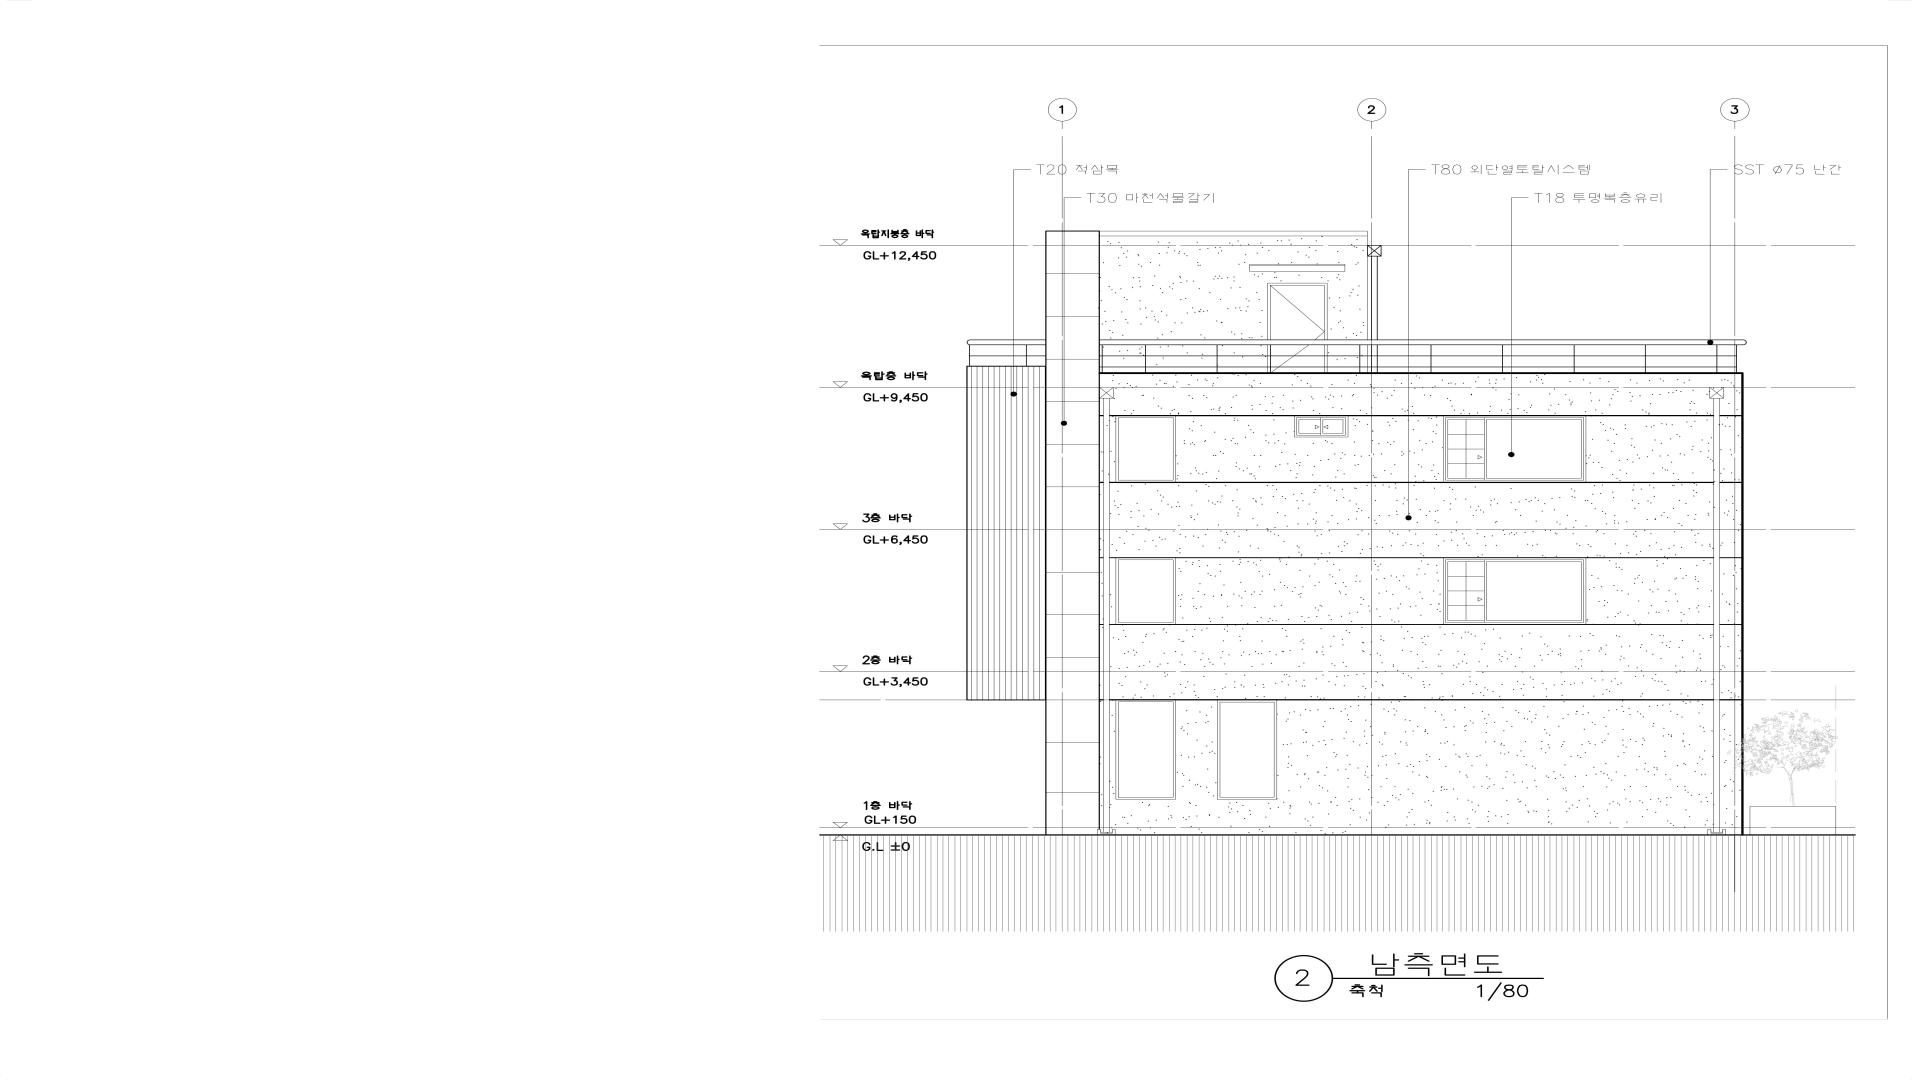 1
2
3
T20 적삼목
T80 외단열토탈시스템
SST ø75 난간
T30 마천석물갈기
T18 투명복층유리
옥탑지붕층 바닥
GL+12,450
옥탑층 바닥
GL+9,450
3층 바닥
GL+6,450
2층 바닥
GL+3,450
1층 바닥
GL+150
G.L ±0
2
남측면도
축척 1/80